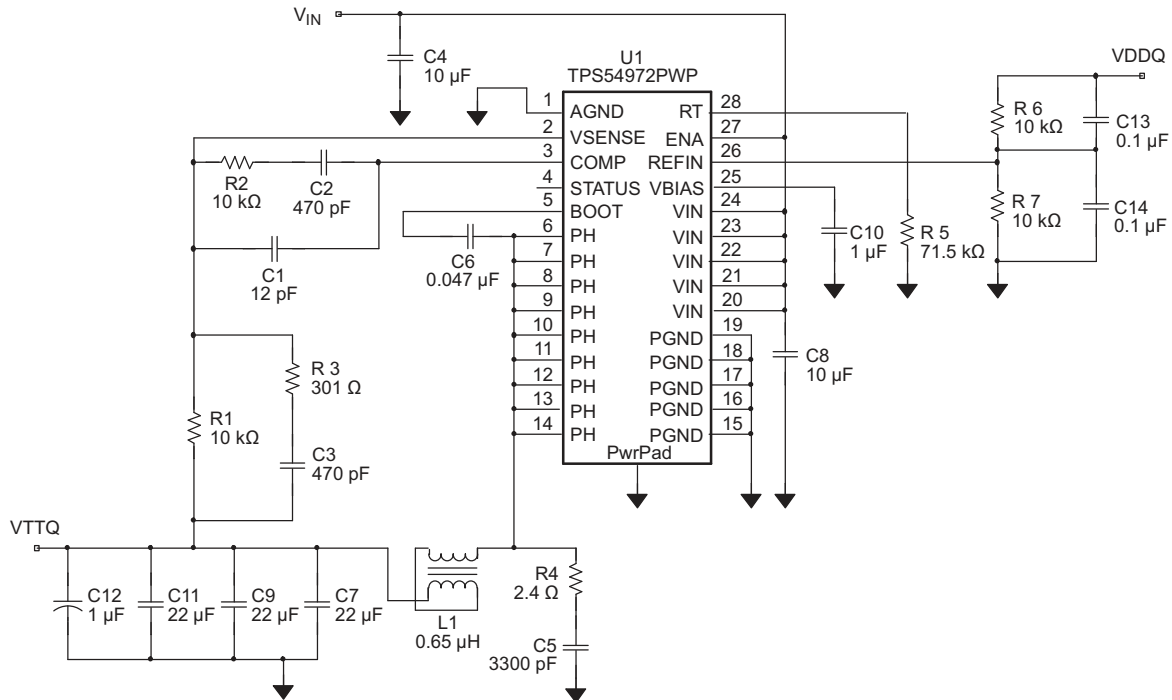 VIN
C4
10 µF
U1
TPS54972PWP
VDDQ
1
AGND
2
VSENSE
3
COMP
4
STATUS
5
BOOT
6
PH
7
PH
8
PH
9
PH
10
PH
11
PH
12
PH
13
PH
14
PH
28
RT
27
ENA
26
REFIN
25
VBIAS
24
VIN
23
VIN
22
VIN
21
VIN
20
VIN
19
PGND
18
PGND
17
PGND
16
PGND
15
PGND
PwrPad
R 6
10 kΩ
C13
0.1 µF
R 7
10 kΩ
C14
0.1 µF
C10
1 µF
R 5
71.5 kΩ
C8
10 µF
R2
10 kΩ
C2
470 pF
C1
12 pF
C6
0.047 µF
R 3
301 Ω
R1
10 kΩ
C3
470 pF
VTTQ
C12
1 µF
C11
22 µF
C9
22 µF
C7
22 µF
L1
0.65 µH
R4
2.4 Ω
C5
3300 pF